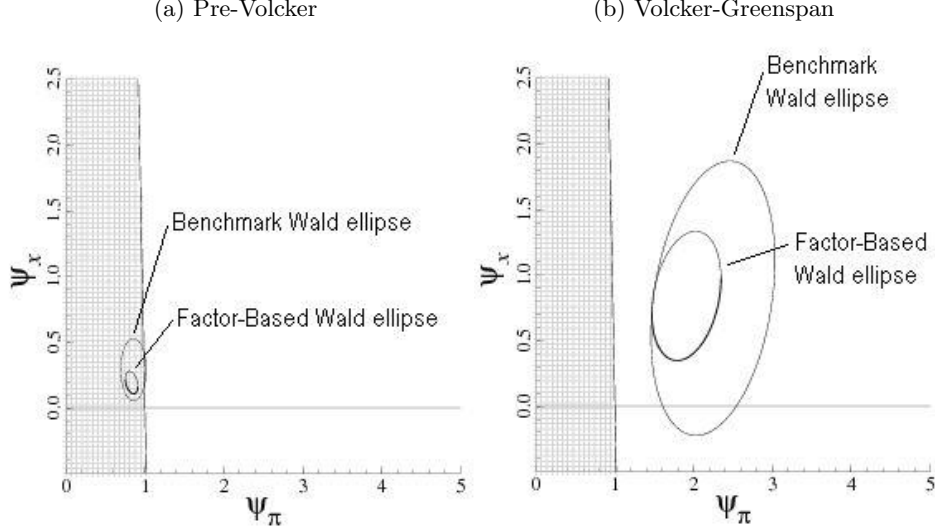 (a) Pre-Volcker
(b) Volcker-Greenspan
2.5
2.0
1.5
1.0
0.5
0.0
ψx
Benchmark Wald ellipse
Factor-Based Wald ellipse
0 1 2 3 4 5
ψπ
2.5
2.0
1.5
1.0
0.5
0.0
ψx
Benchmark
Wald ellipse
Factor-Based
Wald ellipse
0 1 2 3 4 5
ψπ